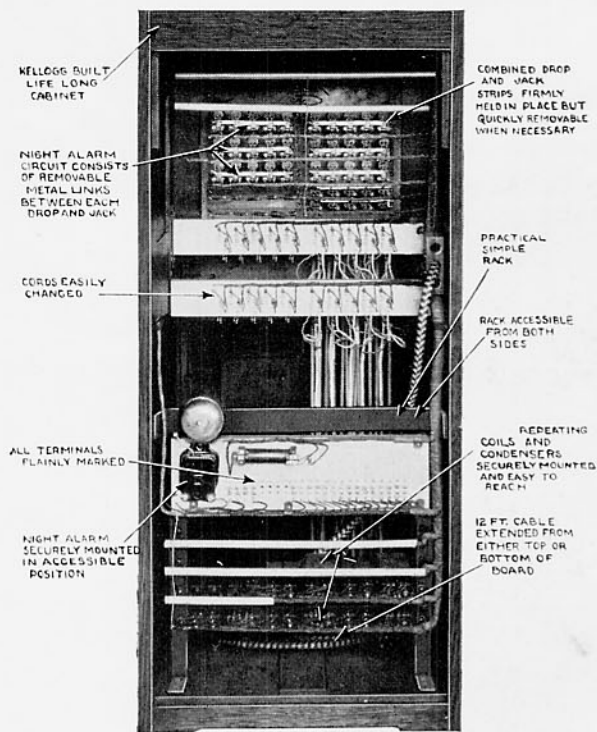 KELLOGG BUILT
LIFE LONG
CABINET
NIGHT ALARM
CIRCUIT CONSISTS
OF REMOVABLE
METAL LINKS
BETWEEN EACH
DROP AND JACK
CORDS EASILY
CHANGED
ALL TERMINALS
PLAINLY MARKED
NIGHT ALARM
SECURELY MOUNTED
IN ACCESSIBLE
POSITION
COMBINED DROP
AND JACK
STRIPS FIRMLY
HELD IN PLACE BUT
QUICKLY REMOVABLE
WHEN NECESSARY
PRACTICAL
SIMPLE
RACK
RACK ACCESSIBLE
FROM BOTH
SIDES
REPEATING
COILS AND
CONDENSERS
SECURELY MOUNTED
AND EASY TO
REACH
12 FT. CABLE
EXTENDED FROM
EITHER TOP OR
BOTTOM OF
BOARD